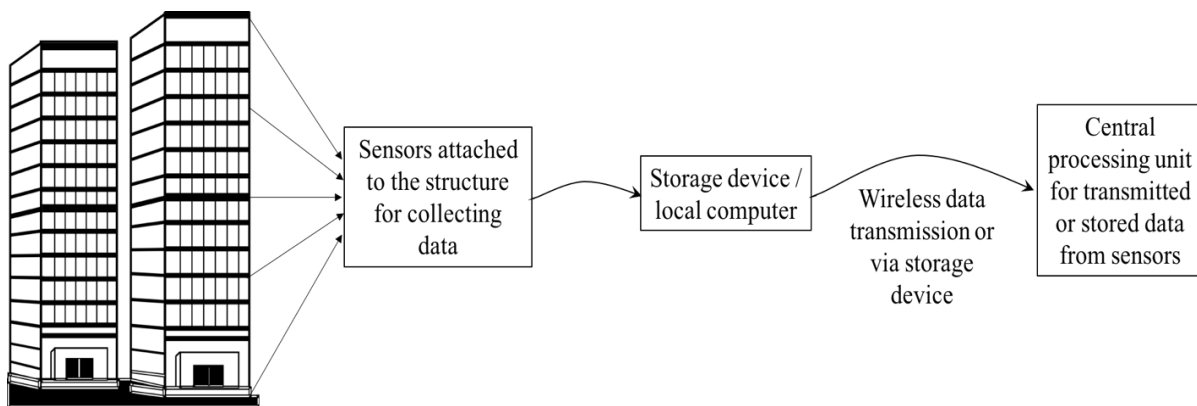 Sensors attached
to the structure
for collecting
data
Storage device /
local computer
Wireless data
transmission or
via storage
device
Central
processing unit
for transmitted
or stored data
from sensors